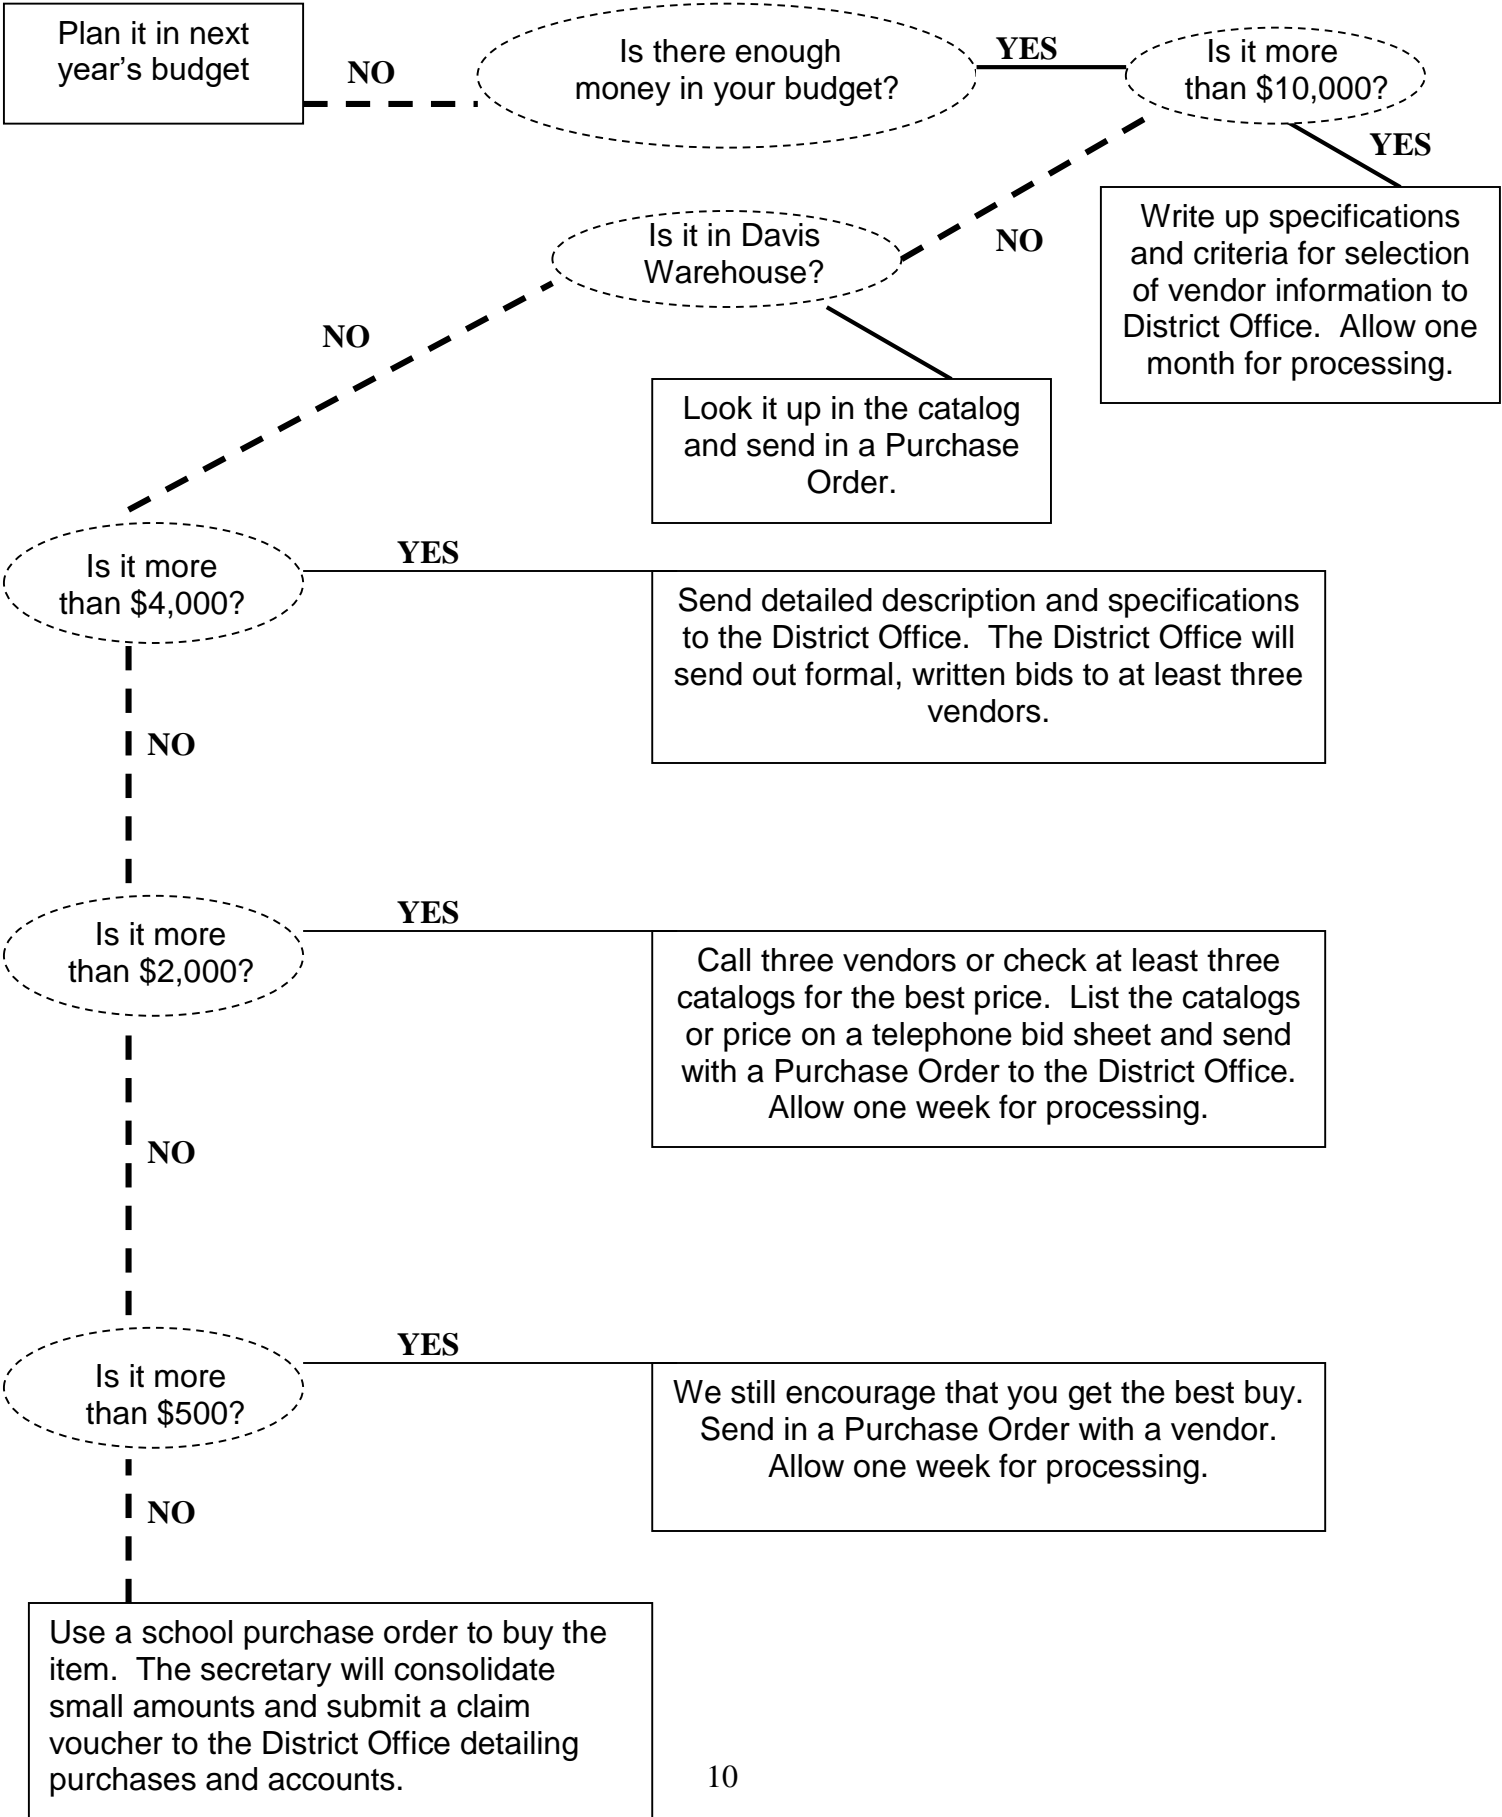 Plan it in next
year's budget
NO
Is there enough
money in your budget?
YES
Is it more
than $10,000?
YES
Write up specifications
and criteria for selection
of vendor information to
District Office.  Allow one
month for processing.
NO
Is it in Davis
Warehouse?
NO
Look it up in the catalog
and send in a Purchase
Order.
Is it more
than $4,000?
YES
Send detailed description and specifications
to the District Office.  The District Office will
send out formal, written bids to at least three
vendors.
NO
Is it more
than $2,000?
YES
Call three vendors or check at least three
catalogs for the best price.  List the catalogs
or price on a telephone bid sheet and send
with a Purchase Order to the District Office.
Allow one week for processing.
NO
Is it more
than $500?
YES
We still encourage that you get the best buy.
Send in a Purchase Order with a vendor.
Allow one week for processing.
NO
Use a school purchase order to buy the
item.  The secretary will consolidate
small amounts and submit a claim
voucher to the District Office detailing
purchases and accounts.
10